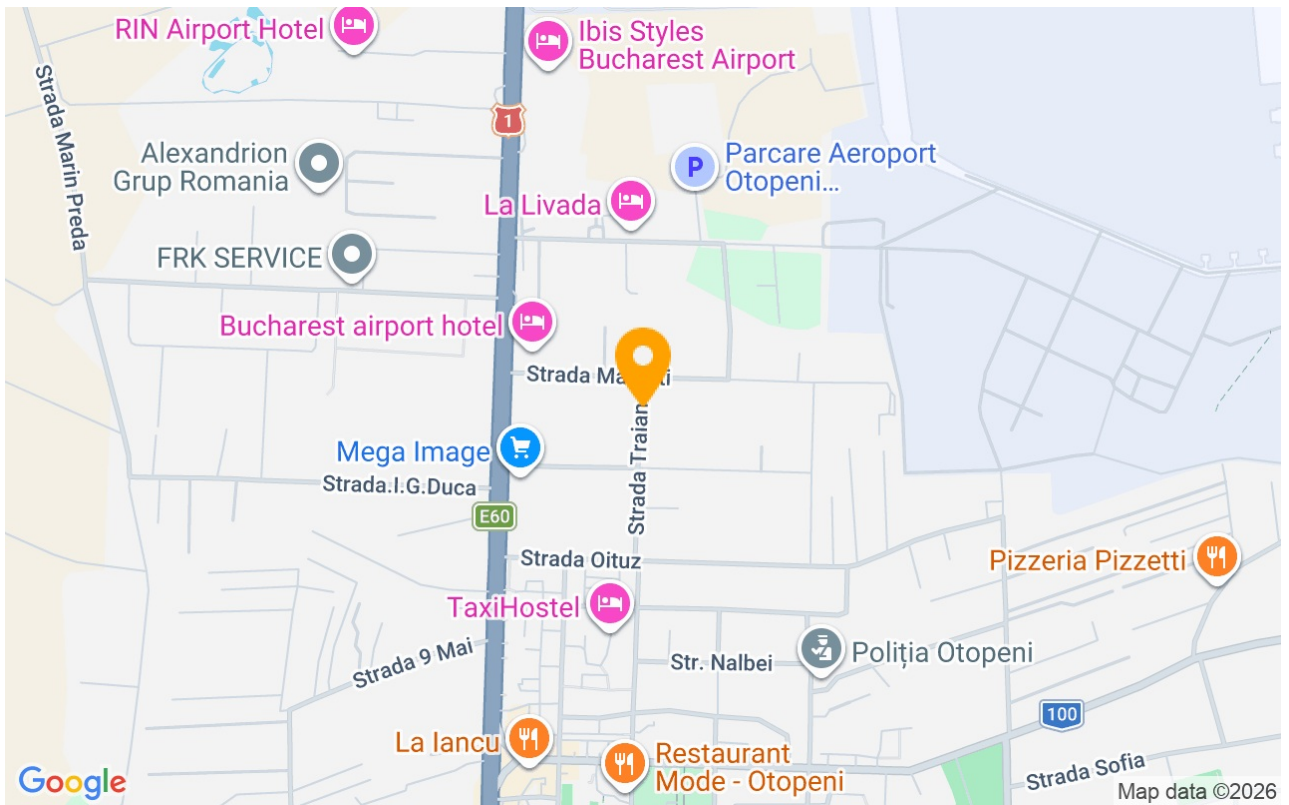 RIN Airport Hotel
Ibis Styles
Bucharest Airport
Strada Marin Preda
1
Alexandrion
Grup Romania
P
Parcare Aeroport
Otopeni...
La Livada
FRK SERVICE
Bucharest airport hotel
Strada
Mega Image
Strada Traian
Strada.I.G.Duca
E60
Strada Oituz
Pizzeria Pizzetti
TaxiHostel
Strada 9 Mai
Str. Nalbei
Poliția Otopeni
100
La Iancu
Restaurant
Mode - Otopeni
Strada Sofia
Google
Map data ©2026